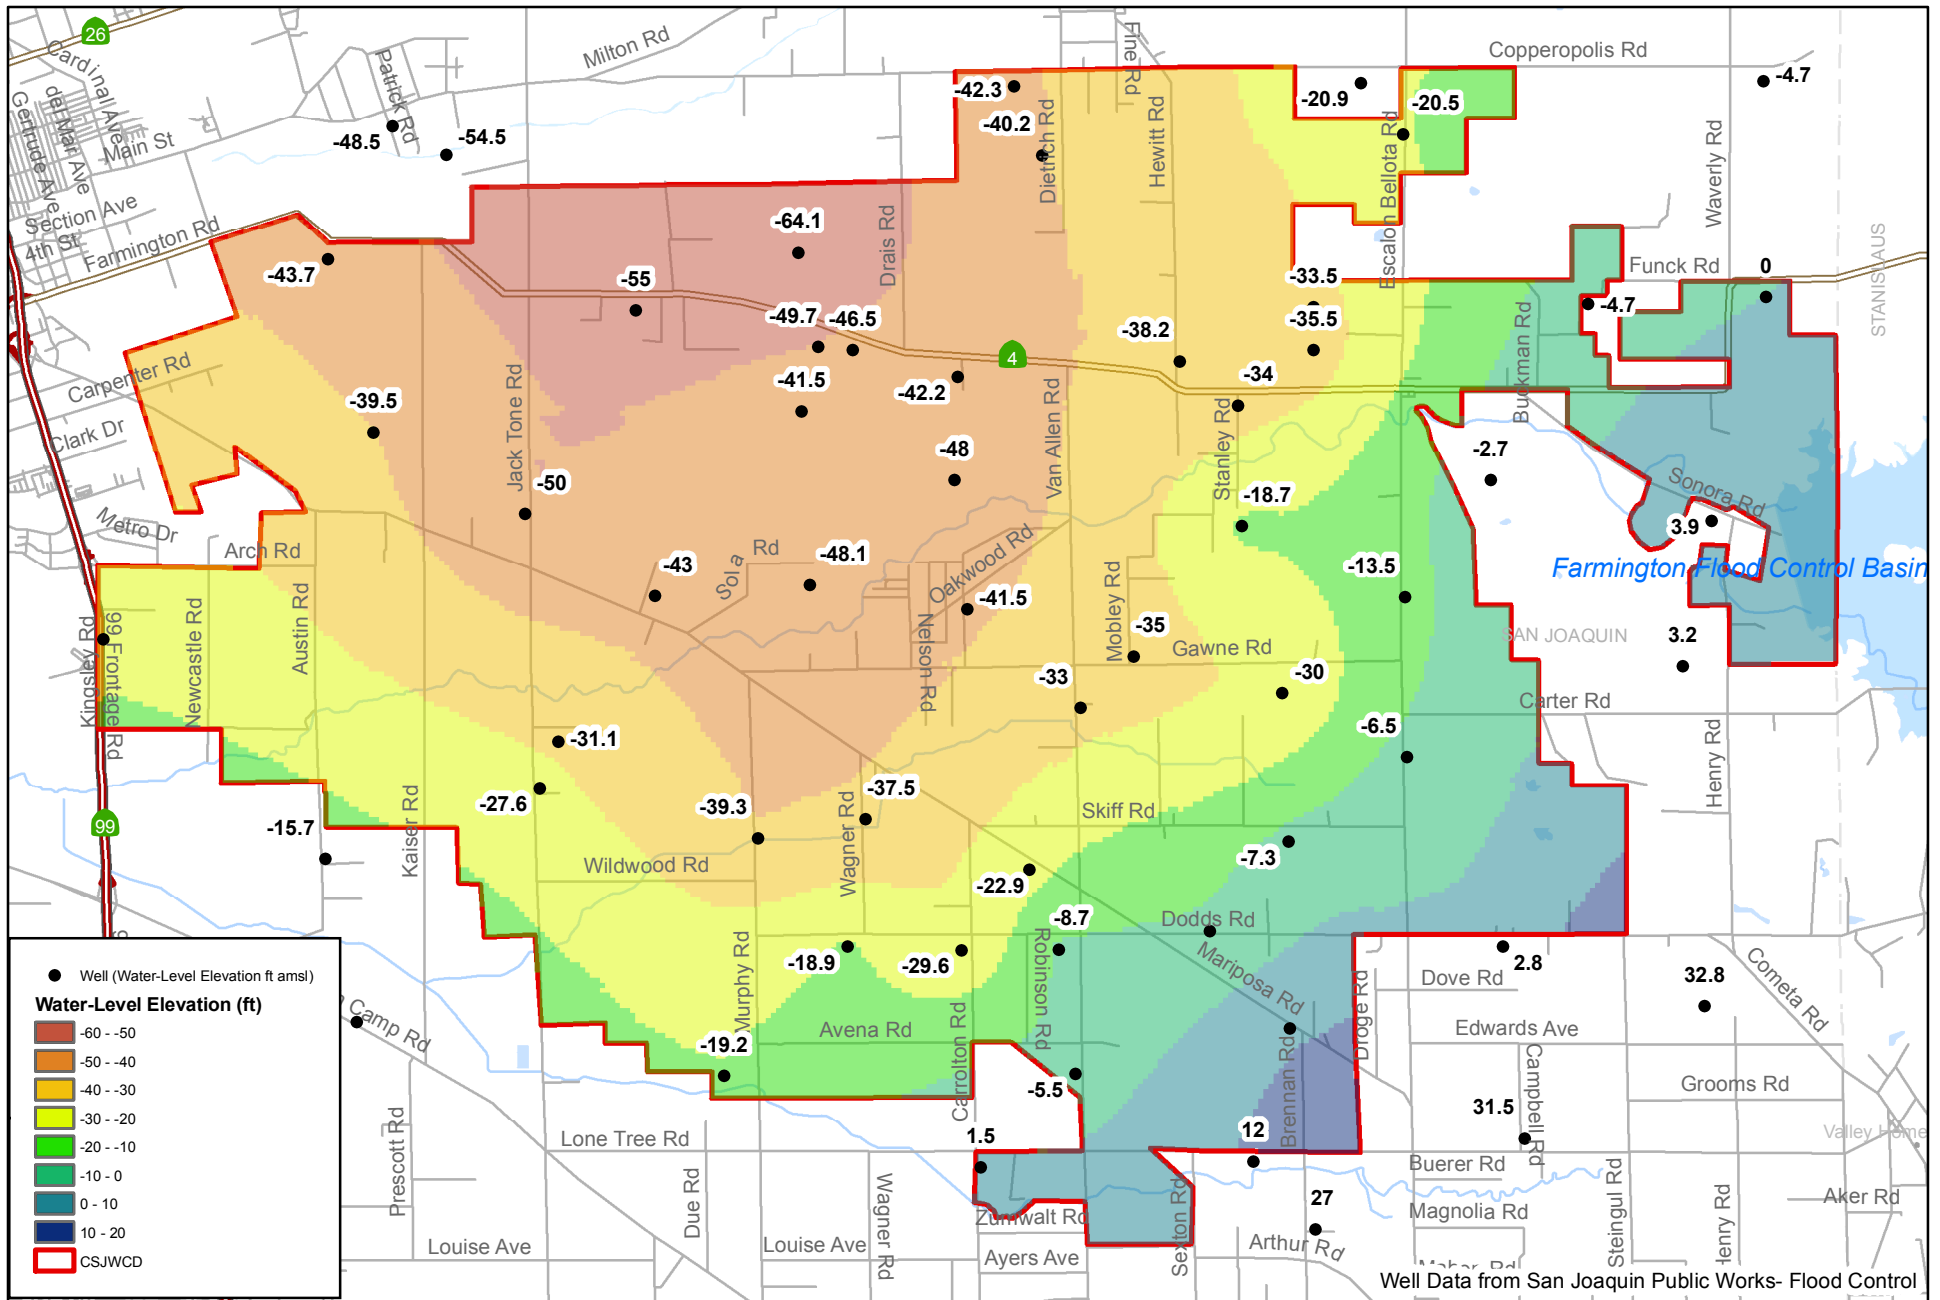 26
Cardinal Ave
del Mar Ave
Gertrude Ave
Main St
Section Ave
4th St
Farmington Rd
Patrick Rd
Milton Rd
Fine Rd
Copperopolis Rd
-4.7
-48.5
-54.5
-42.3
-40.2
-20.9
-20.5
Dietrich Rd
Hewitt Rd
Escalon Bellota Rd
Waverly Rd
STANISLAUS
-64.1
Drais Rd
-43.7
-55
-49.7
-46.5
-33.5
-35.5
Funck Rd
0
-4.7
-38.2
4
-34
-41.5
-42.2
Buckman Rd
Carpenter Rd
Clark Dr
-39.5
Jack Tone Rd
Van Allen Rd
Stanley Rd
-48
-50
-18.7
-2.7
Sonora Rd
3.9
Metro Dr
Arch Rd
-43
Sola Rd
-48.1
Oakwood Rd
-41.5
-13.5
Farmington Flood Control Basin
Kingsley Rd
99 Frontage Rd
Newcastle Rd
Austin Rd
Nelson Rd
Mobley Rd
-35
Gawne Rd
SAN JOAQUIN
3.2
-33
-30
Carter Rd
-6.5
-31.1
-27.6
-39.3
-37.5
Skiff Rd
Henry Rd
99
-15.7
Kaiser Rd
Wildwood Rd
Wagner Rd
-22.9
-7.3
-8.7
Dodds Rd
Mariposa Rd
-18.9
-29.6
Robinson Rd
Murphy Rd
Droge Rd
2.8
Dove Rd
32.8
Cometa Rd
Camp Rd
Avena Rd
-19.2
Carrolton Rd
Edwards Ave
Brennan Rd
Campbell Rd
Grooms Rd
-5.5
31.5
Prescott Rd
Lone Tree Rd
1.5
12
Valley Home
Buerer Rd
Due Rd
Wagner Rd
Zumwalt Rd
Sexton Rd
27
Magnolia Rd
Steingul Rd
Henry Rd
Aker Rd
Louise Ave
Louise Ave
Ayers Ave
Arthur Rd
Well (Water-Level Elevation ft amsl)
Water-Level Elevation (ft)
-60 - -50
-50 - -40
-40 - -30
-30 - -20
-20 - -10
-10 - 0
0 - 10
10 - 20
CSJWCD
Well Data from San Joaquin Public Works- Flood Control